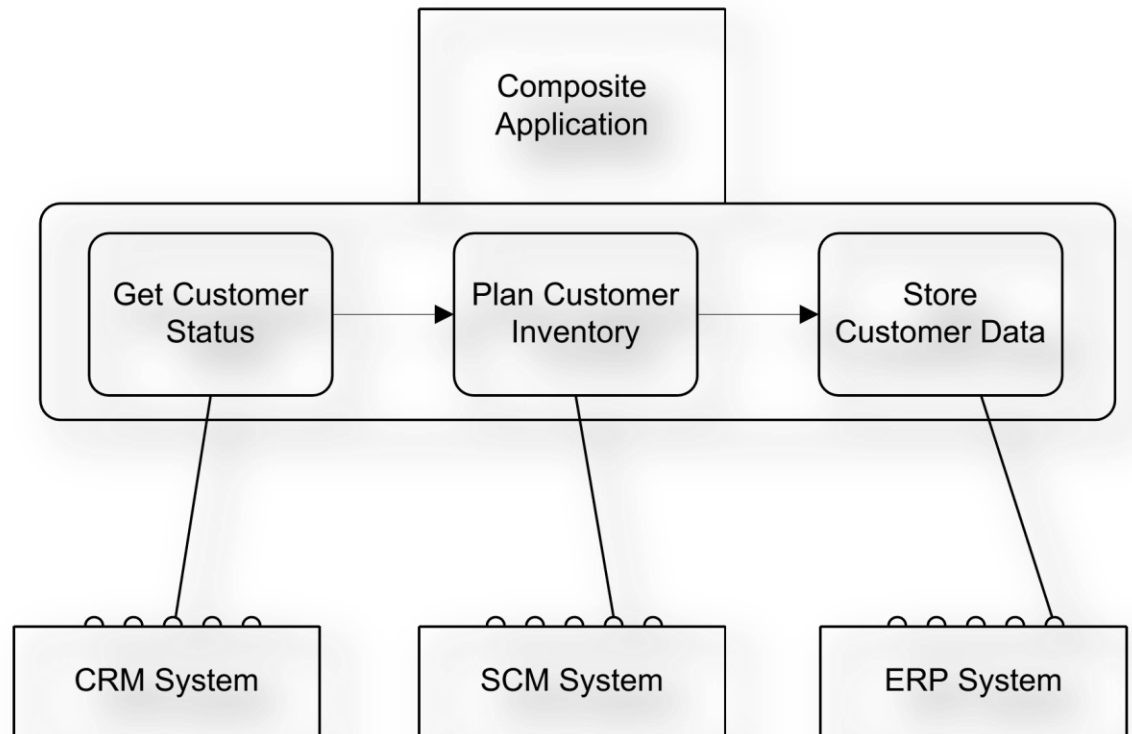 Composite
Application
Get Customer
Status
Plan Customer
Inventory
Store
Customer Data
CRM System
SCM System
ERP System